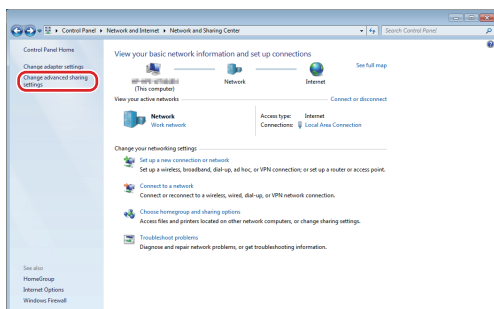 Control Panel ▸ Network and Internet ▸ Network and Sharing Center
Search Control Panel
Control Panel Home
Change adapter settings
Change advanced sharing
settings
See also
HomeGroup
Internet Options
Windows Firewall
View your basic network information and set up connections
See full map
(This computer)
Network
Internet
View your active networks
Connect or disconnect
Network
Work network
Access type: Internet
Connections: Local Area Connection
Change your networking settings
Set up a new connection or network
Set up a wireless, broadband, dial-up, ad hoc, or VPN connection; or set up a router or access point.
Connect to a network
Connect or reconnect to a wireless, wired, dial-up, or VPN network connection.
Choose homegroup and sharing options
Access files and printers located on other network computers, or change sharing settings.
Troubleshoot problems
Diagnose and repair network problems, or get troubleshooting information.